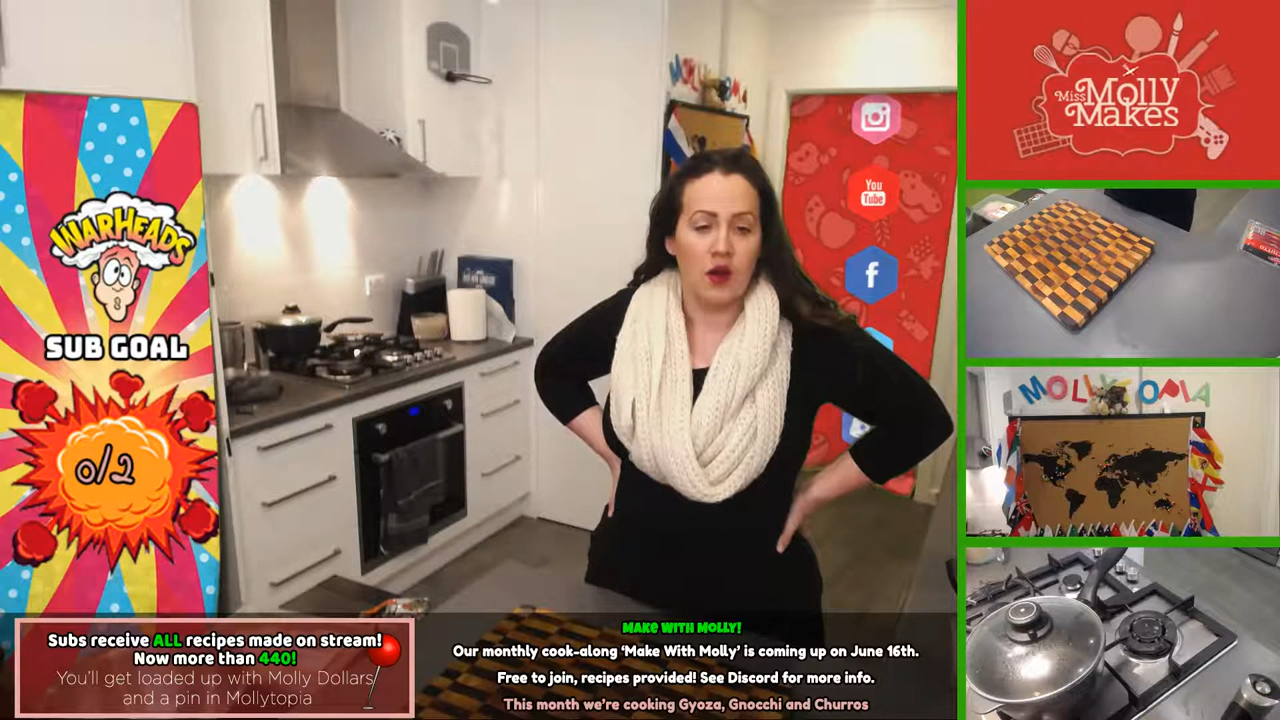 WARHEADS
SUB GOAL
0/2
Subs receive ALL recipes made on stream!
Now more than 440!
You'll get loaded up with Molly Dollars
and a pin in Mollytopia
MAKE WITH MOLLY!
Our monthly cook-along 'Make With Molly' is coming up on June 16th.
Free to join, recipes provided! See Discord for more info.
This month we're cooking Gyoza, Gnocchi and Churros
You
Tube
f
Miss Molly
Makes
MOLLYTOPIA